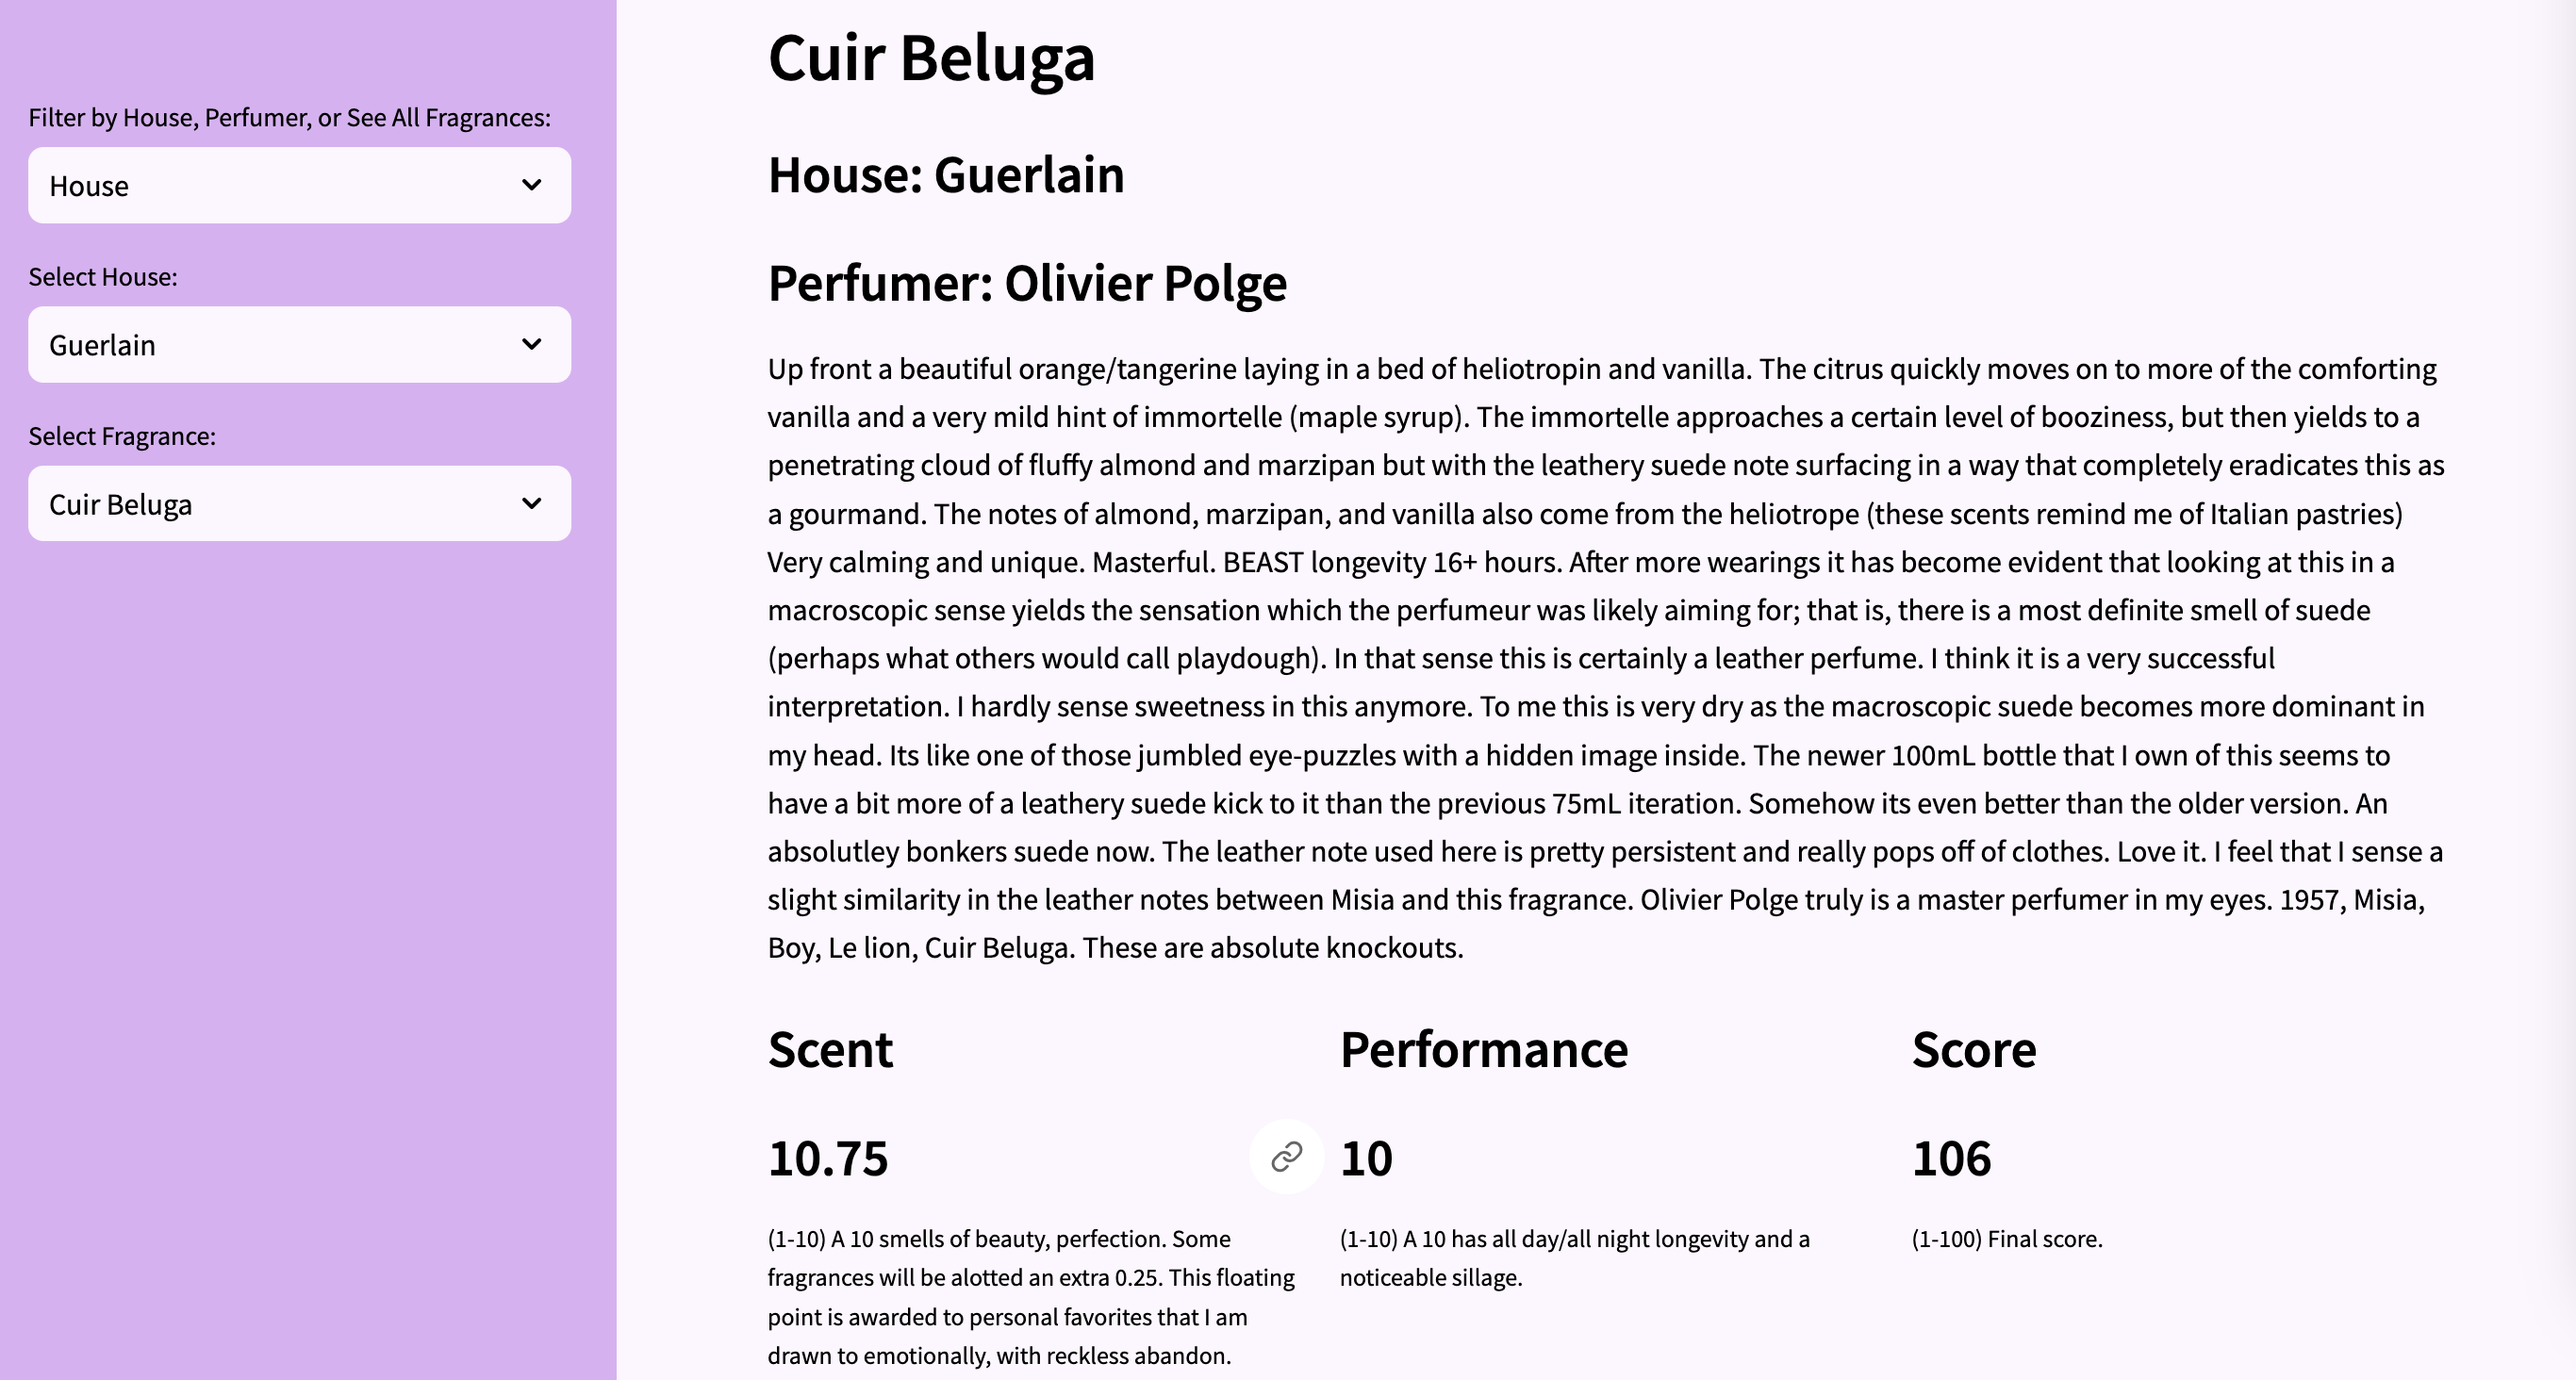 Filter by House, Perfumer, or See All Fragrances:
House
Select House:
Guerlain
Select Fragrance:
Cuir Beluga
Cuir Beluga
House: Guerlain
Perfumer: Olivier Polge
Up front a beautiful orange/tangerine laying in a bed of heliotropin and vanilla. The citrus quickly moves on to more of the comforting
vanilla and a very mild hint of immortelle (maple syrup). The immortelle approaches a certain level of booziness, but then yields to a
penetrating cloud of fluffy almond and marzipan but with the leathery suede note surfacing in a way that completely eradicates this as
a gourmand. The notes of almond, marzipan, and vanilla also come from the heliotrope (these scents remind me of Italian pastries)
Very calming and unique. Masterful. BEAST longevity 16+ hours. After more wearings it has become evident that looking at this in a
macroscopic sense yields the sensation which the perfumeur was likely aiming for; that is, there is a most definite smell of suede
(perhaps what others would call playdough). In that sense this is certainly a leather perfume. I think it is a very successful
interpretation. I hardly sense sweetness in this anymore. To me this is very dry as the macroscopic suede becomes more dominant in
my head. Its like one of those jumbled eye-puzzles with a hidden image inside. The newer 100mL bottle that I own of this seems to
have a bit more of a leathery suede kick to it than the previous 75mL iteration. Somehow its even better than the older version. An
absolutley bonkers suede now. The leather note used here is pretty persistent and really pops off of clothes. Love it. I feel that I sense a
slight similarity in the leather notes between Misia and this fragrance. Olivier Polge truly is a master perfumer in my eyes. 1957, Misia,
Boy, Le lion, Cuir Beluga. These are absolute knockouts.
Scent
10.75
(1-10) A 10 smells of beauty, perfection. Some
fragrances will be alotted an extra 0.25. This floating
point is awarded to personal favorites that I am
drawn to emotionally, with reckless abandon.
Performance
10
(1-10) A 10 has all day/all night longevity and a
noticeable sillage.
Score
106
(1-100) Final score.